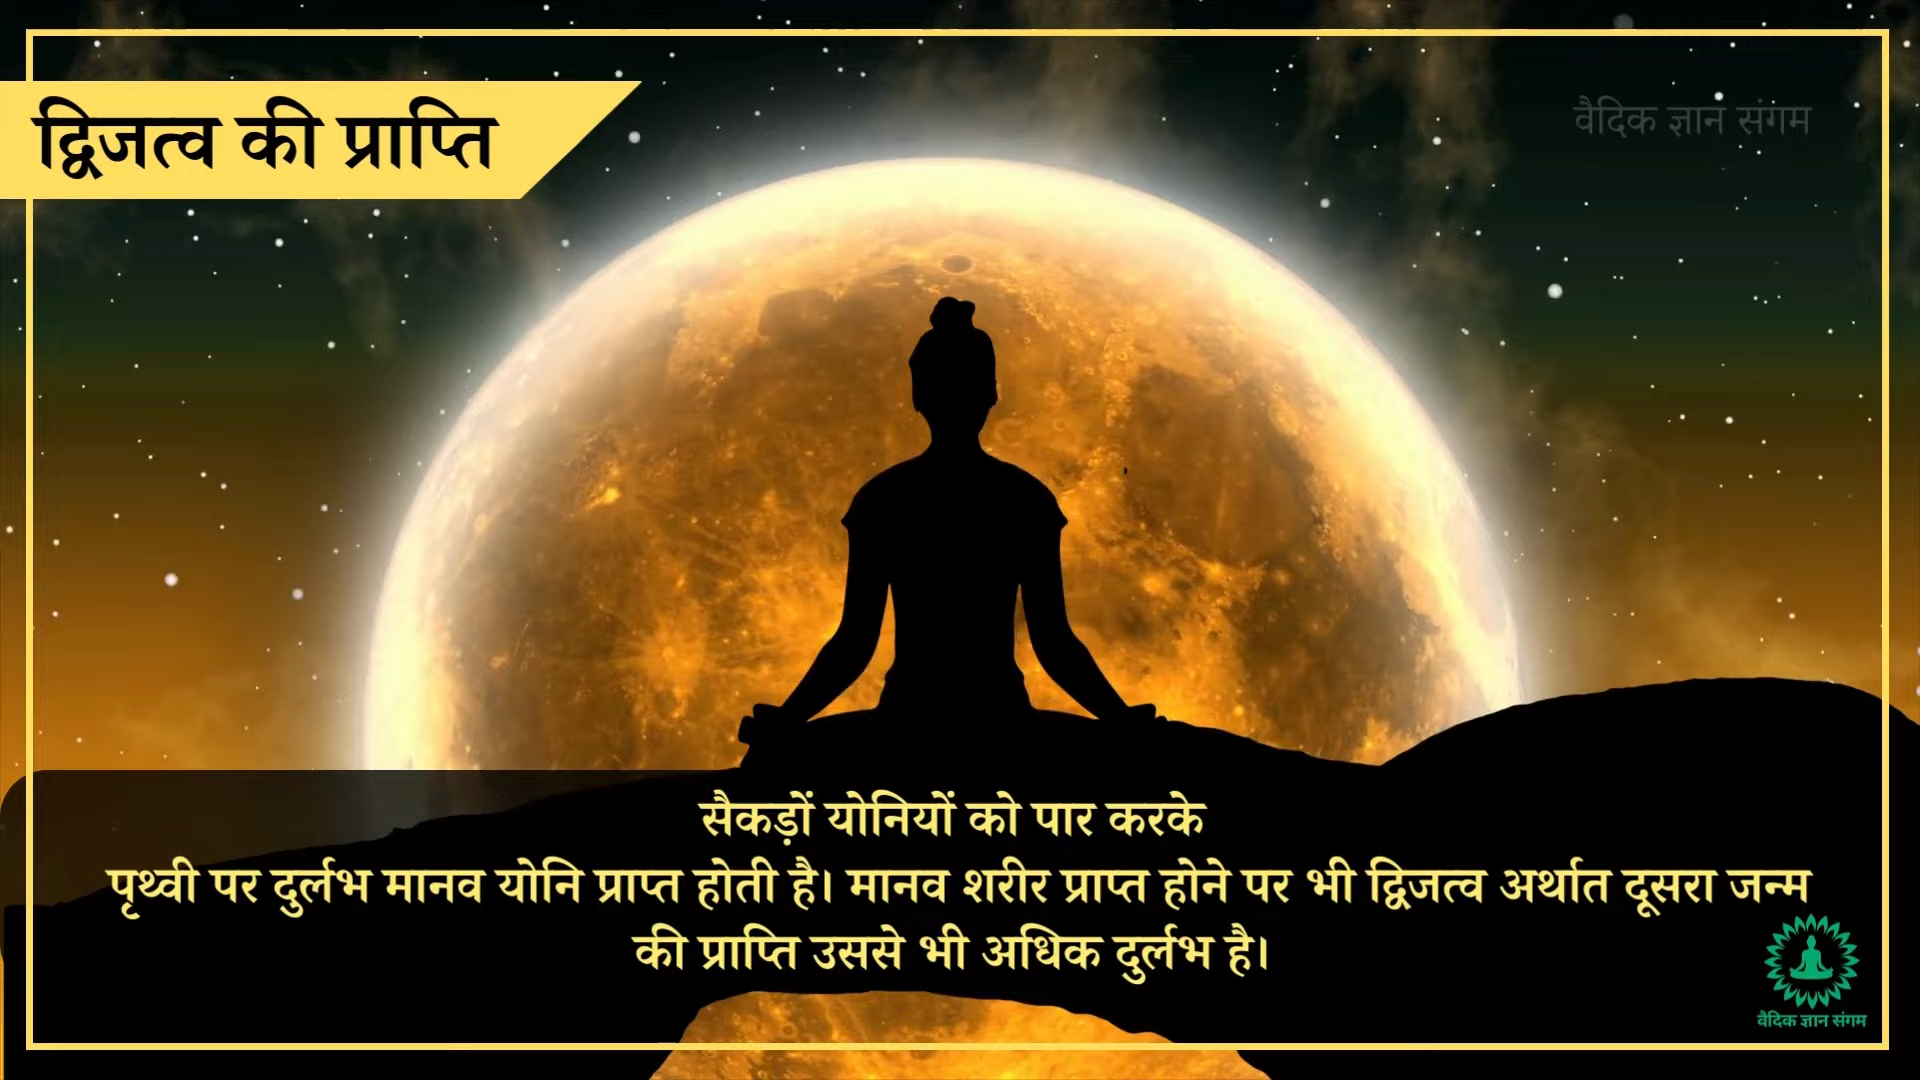 द्विजत्व की प्राप्ति
वैदिक ज्ञान संगम
सैकड़ों योनियों को पार करके
पृथ्वी पर दुर्लभ मानव योनि प्राप्त होती है। मानव शरीर प्राप्त होने पर भी द्विजत्व अर्थात दूसरा जन्म
की प्राप्ति उससे भी अधिक दुर्लभ है।
वैदिक ज्ञान संगम